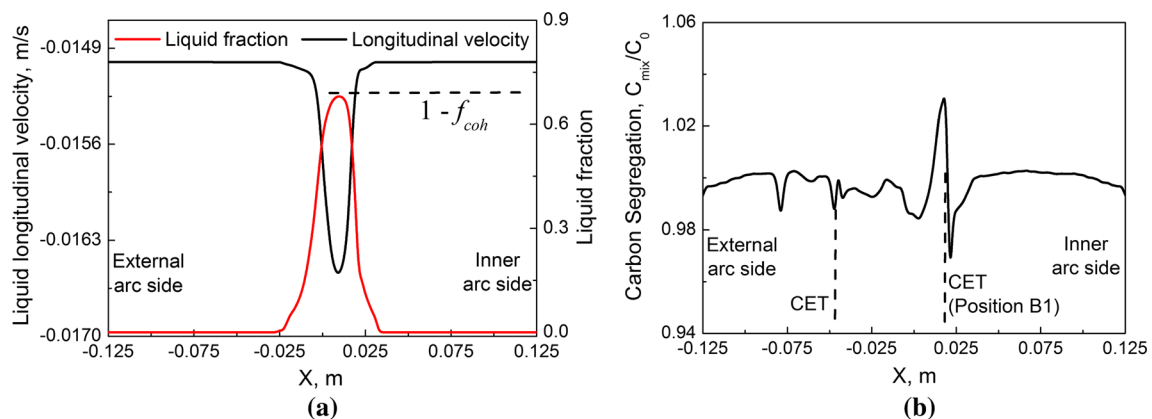 Liquid fraction
Longitudinal velocity
1 - f_coh
External
arc side
Inner
arc side
Liquid longitudinal velocity, m/s
-0.0149
-0.0156
-0.0163
-0.0170
Liquid fraction
0.9
0.6
0.3
0.0
-0.125 -0.075 -0.025 0.025 0.075 0.125
X, m
(a)
Carbon Segregation, C_mix/C_0
1.06
1.02
0.98
0.94
External
arc side
CET
CET
(Position B1)
Inner
arc side
-0.125 -0.075 -0.025 0.025 0.075 0.125
X, m
(b)